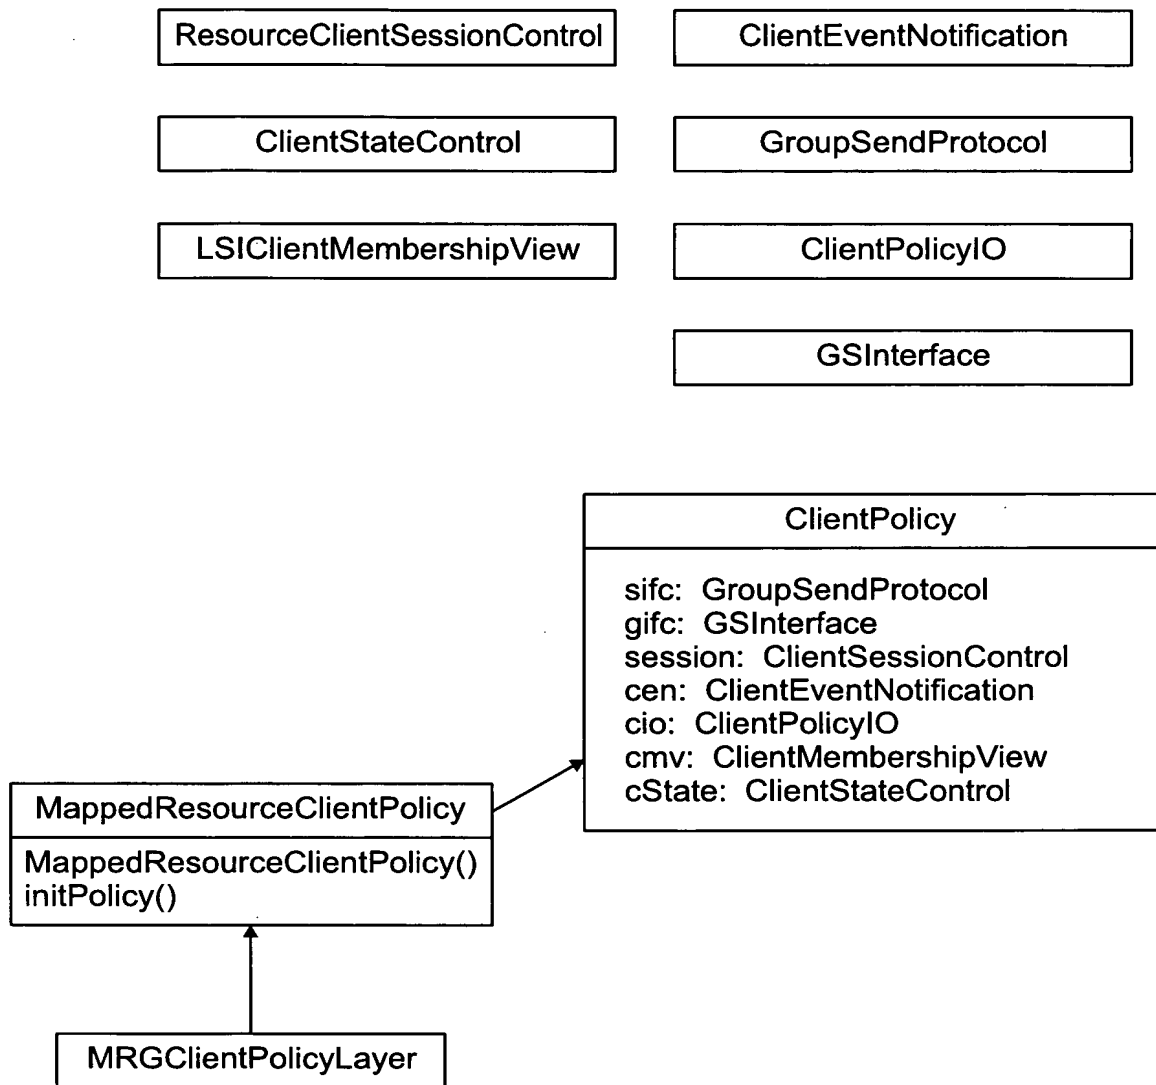 ResourceClientSessionControl
ClientEventNotification
ClientStateControl
GroupSendProtocol
LSIClientMembershipView
ClientPolicyIO
GSInterface
ClientPolicy
sifc: GroupSendProtocol
gifc: GSInterface
session: ClientSessionControl
cen: ClientEventNotification
cio: ClientPolicyIO
cmv: ClientMembershipView
cState: ClientStateControl
MappedResourceClientPolicy
MappedResourceClientPolicy()
initPolicy()
MRGClientPolicyLayer